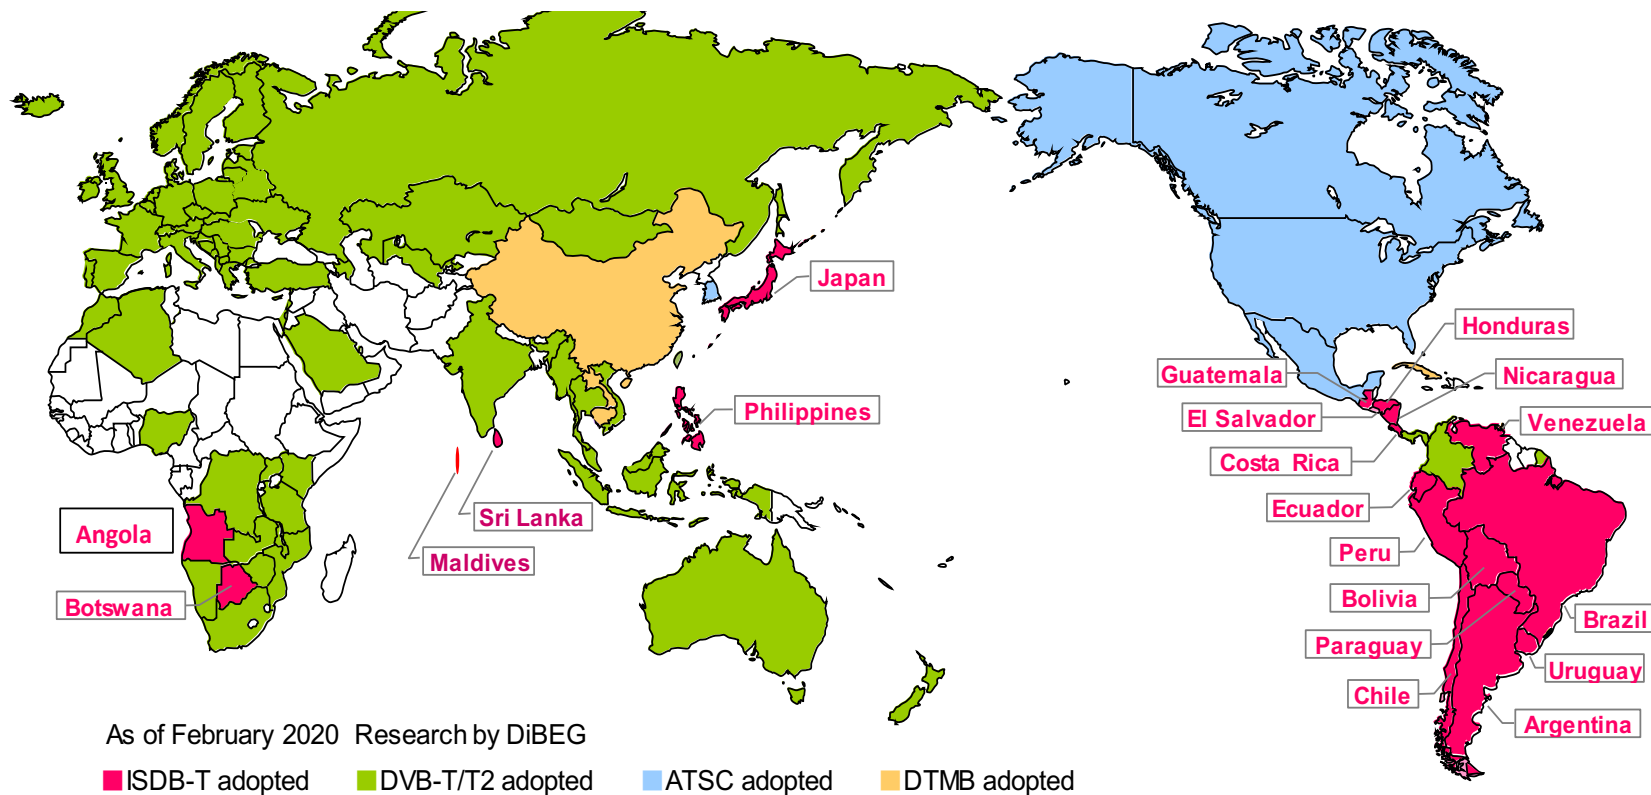 Japan
Honduras
Guatemala
Nicaragua
El Salvador
Philippines
Venezuela
Costa Rica
Ecuador
Sri Lanka
Angola
Peru
Maldives
Bolivia
Botswana
Brazil
Paraguay
Uruguay
Chile
Argentina
As of February 2020 Research by DiBEG
ISDB-T adopted DVB-T/T2 adopted ATSC adopted DTMB adopted